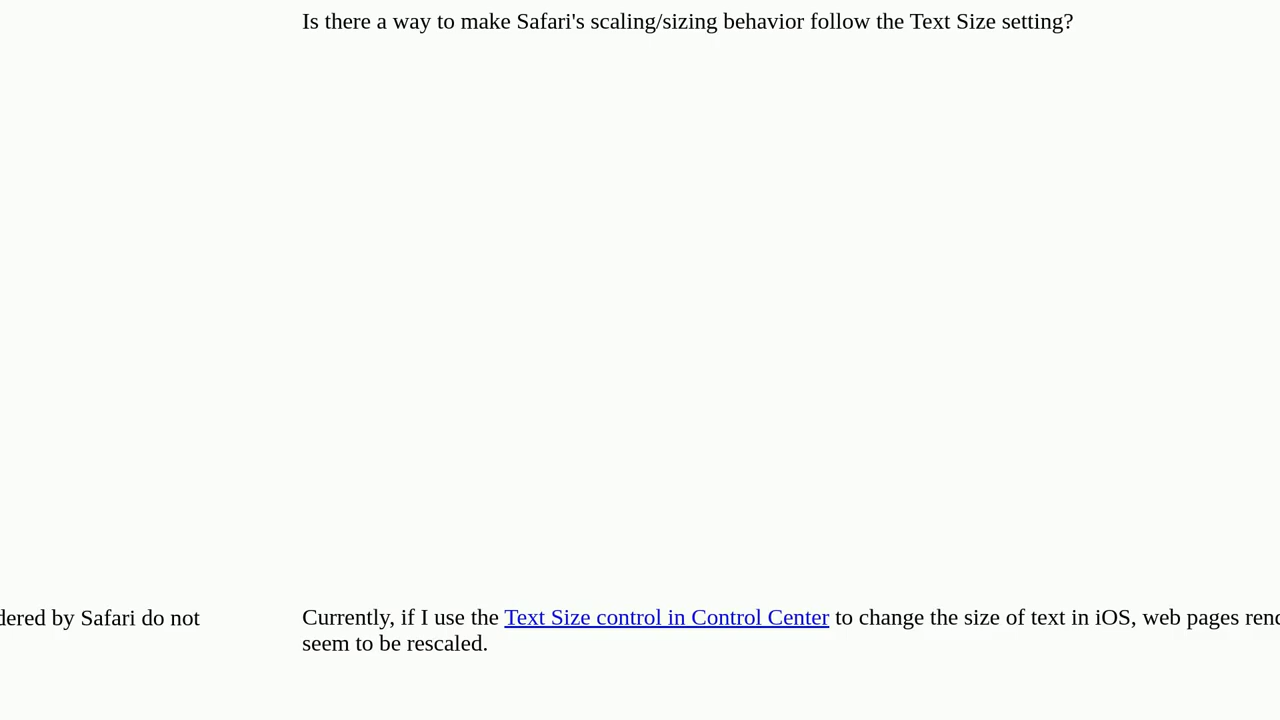 Is there a way to make Safari's scaling/sizing behavior follow the Text Size setting?
dered by Safari do not
Currently, if I use the Text Size control in Control Center to change the size of text in iOS, web pages rend
seem to be rescaled.